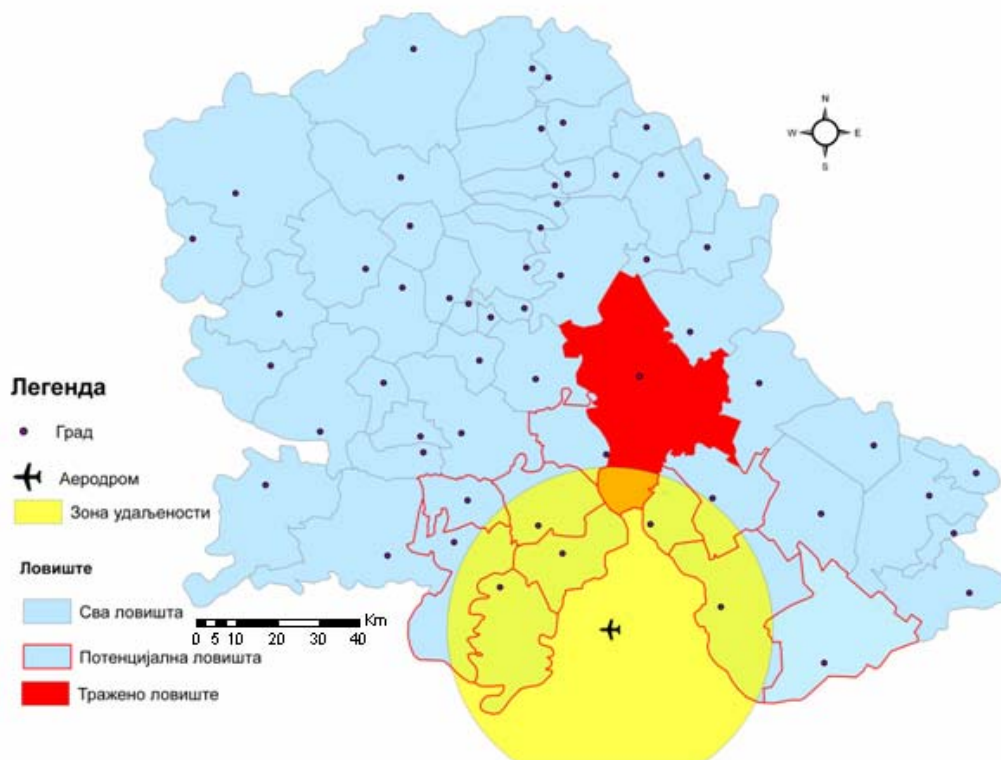 N
W E
S
Легенда
Град
Аеродром
Зона удаљености
Ловиште
Сва ловишта
Потенцијална ловишта
Тражено ловиште
Km
0 5 10 20 30 40